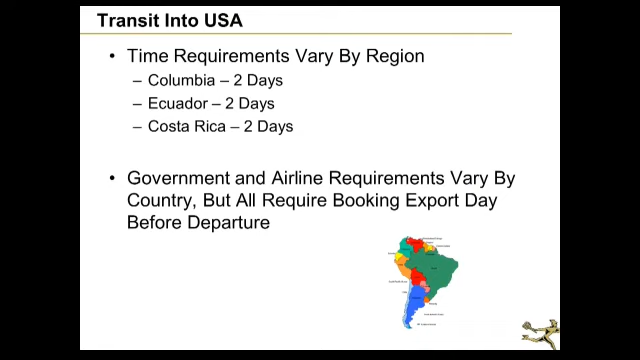 Transit Into USA
• Time Requirements Vary By Region
– Columbia – 2 Days
– Ecuador – 2 Days
– Costa Rica – 2 Days
• Government and Airline Requirements Vary By
Country, But All Require Booking Export Day
Before Departure